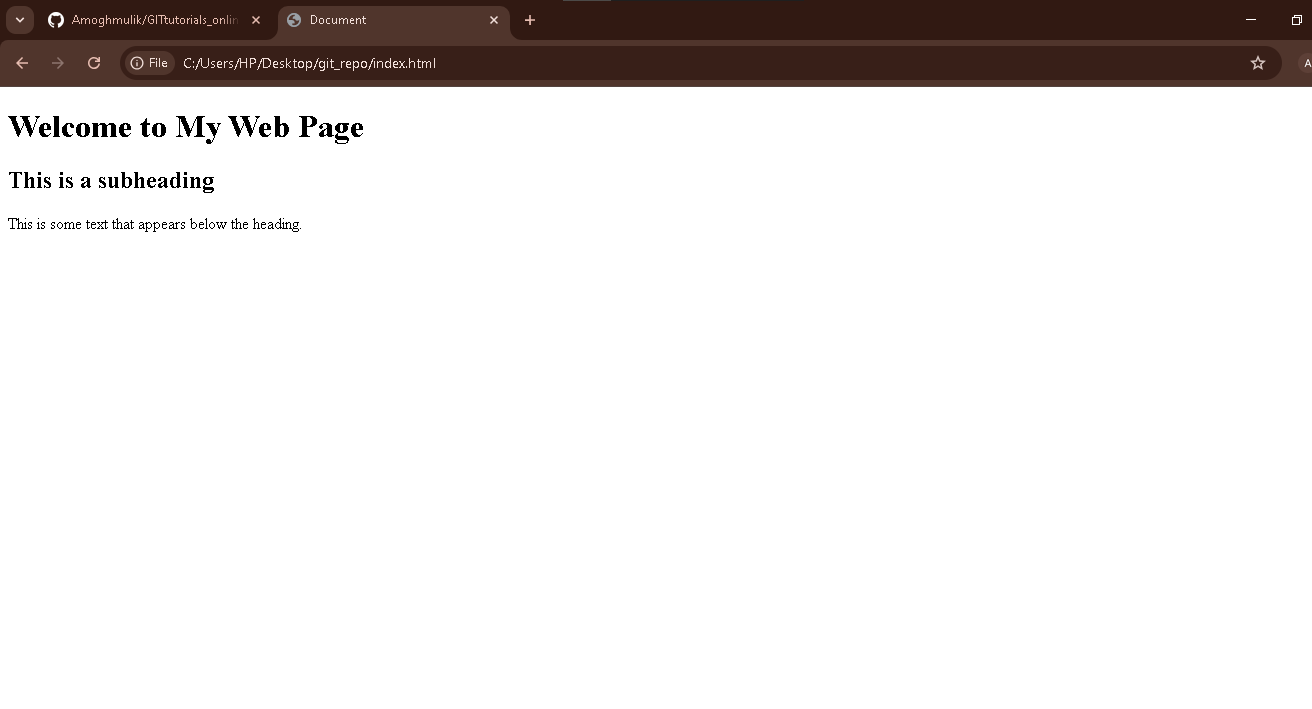 Amoghmulik/GITtutorials_onlin
Document
File
C:/Users/HP/Desktop/git_repo/index.html
A
Welcome to My Web Page
This is a subheading
This is some text that appears below the heading.